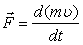 F⃗ = d(mυ)/dt